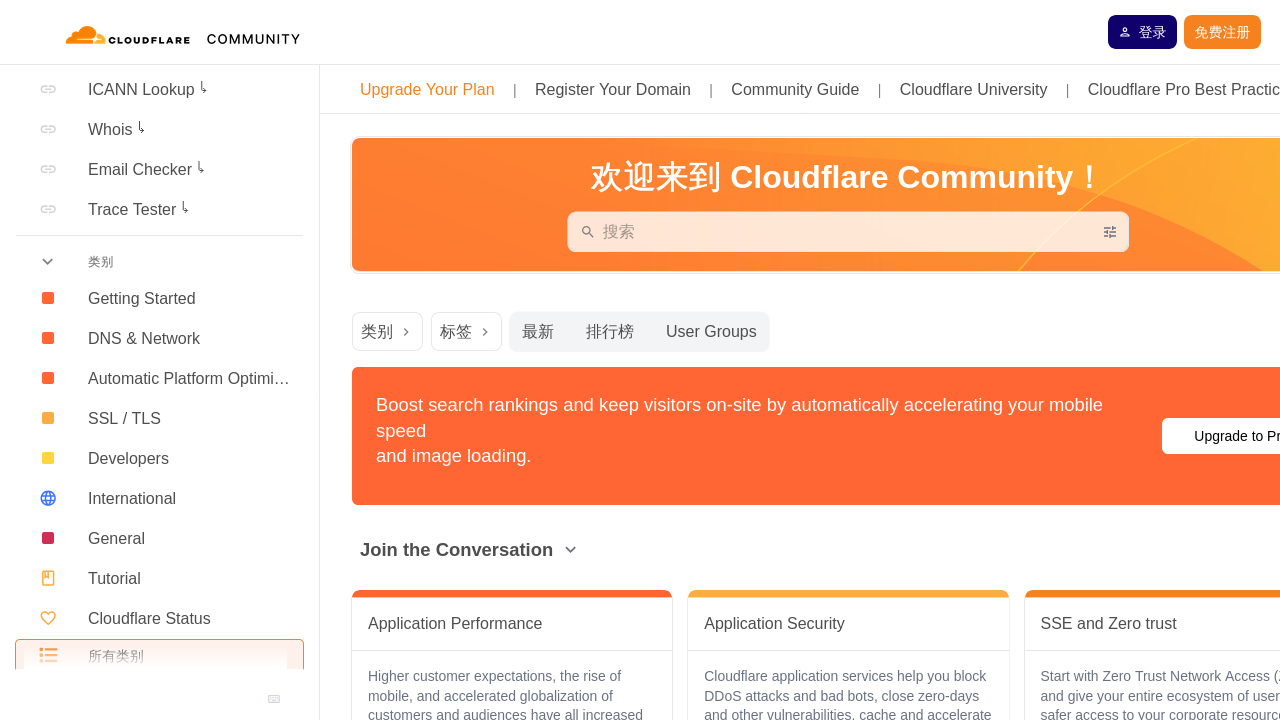 CLOUDFLARE COMMUNITY
登录
免费注册
ICANN Lookup
Whois
Email Checker
Trace Tester
类别
Getting Started
DNS & Network
Automatic Platform Optimi…
SSL / TLS
Developers
International
General
Tutorial
Cloudflare Status
所有类别
Upgrade Your Plan | Register Your Domain | Community Guide | Cloudflare University | Cloudflare Pro Best Practic
欢迎来到 Cloudflare Community！
搜索
类别
标签
最新
排行榜
User Groups
Boost search rankings and keep visitors on-site by automatically accelerating your mobile
speed
and image loading.
Upgrade to Pr
Join the Conversation
Application Performance
Higher customer expectations, the rise of
mobile, and accelerated globalization of
customers and audiences have all increased
Application Security
Cloudflare application services help you block
DDoS attacks and bad bots, close zero-days
and other vulnerabilities, cache and accelerate
SSE and Zero trust
Start with Zero Trust Network Access (
and give your entire ecosystem of user
safer access to your corporate resourc